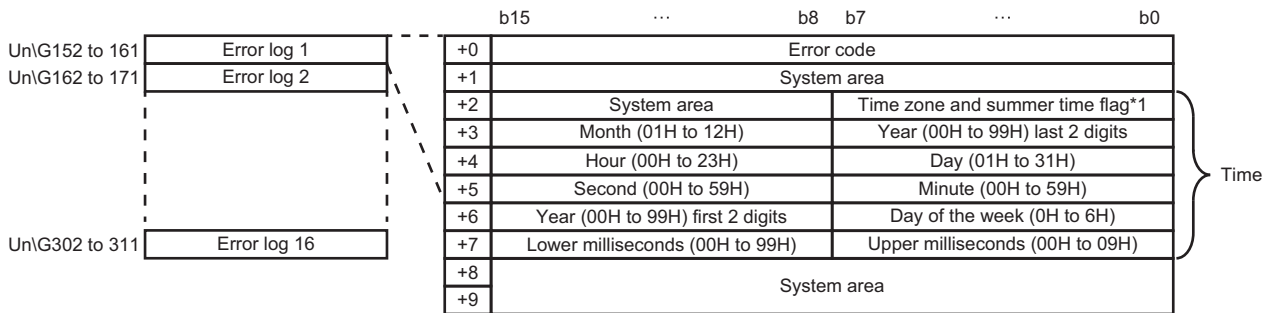 b15 … b8 b7 … b0
Un\G152 to 161 Error log 1 +0 Error code
Un\G162 to 171 Error log 2 +1 System area
+2 System area Time zone and summer time flag*1
+3 Month (01H to 12H) Year (00H to 99H) last 2 digits
+4 Hour (00H to 23H) Day (01H to 31H)
+5 Second (00H to 59H) Minute (00H to 59H) Time
+6 Year (00H to 99H) first 2 digits Day of the week (0H to 6H)
Un\G302 to 311 Error log 16 +7 Lower milliseconds (00H to 99H) Upper milliseconds (00H to 09H)
+8 System area
+9